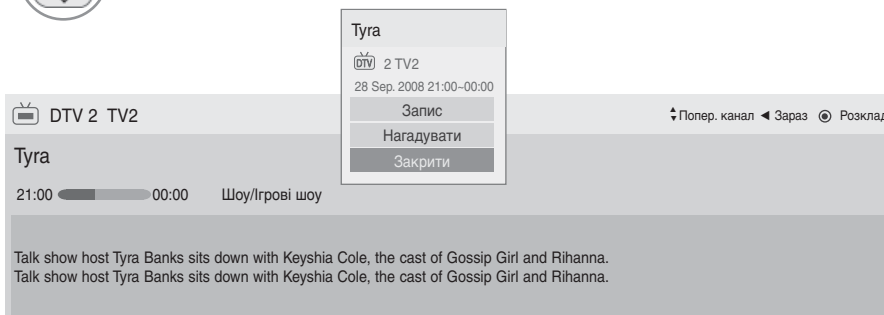 Tyra
DTV 2 TV2
28 Sep. 2008 21:00~00:00
Запис
Нагадувати
Закрити
DTV 2 TV2
Попер. канал ◀ Зараз ◉ Розклад
Tyra
21:00 00:00 Шоу/Ігрові шоу
Talk show host Tyra Banks sits down with Keyshia Cole, the cast of Gossip Girl and Rihanna.
Talk show host Tyra Banks sits down with Keyshia Cole, the cast of Gossip Girl and Rihanna.